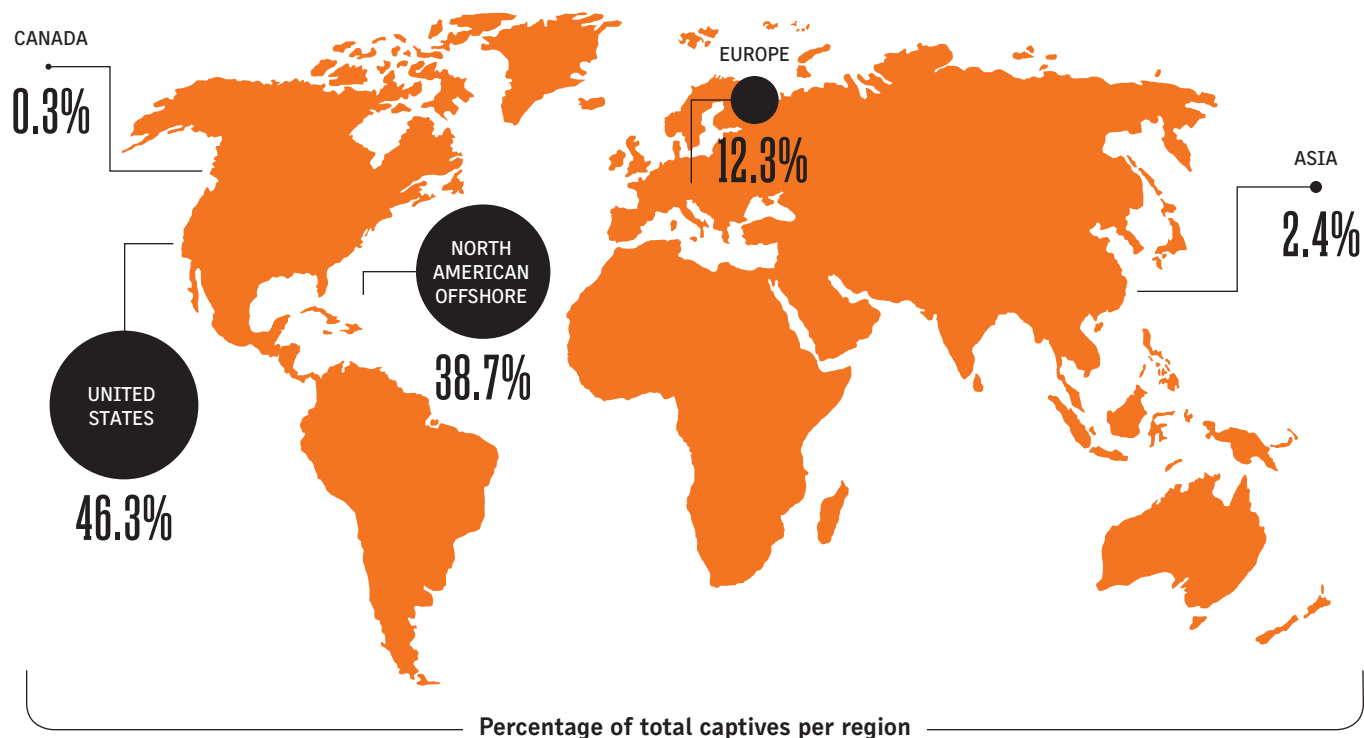 CANADA
0.3%
EUROPE
12.3%
ASIA
2.4%
NORTH
AMERICAN
OFFSHORE
38.7%
UNITED
STATES
46.3%
Percentage of total captives per region